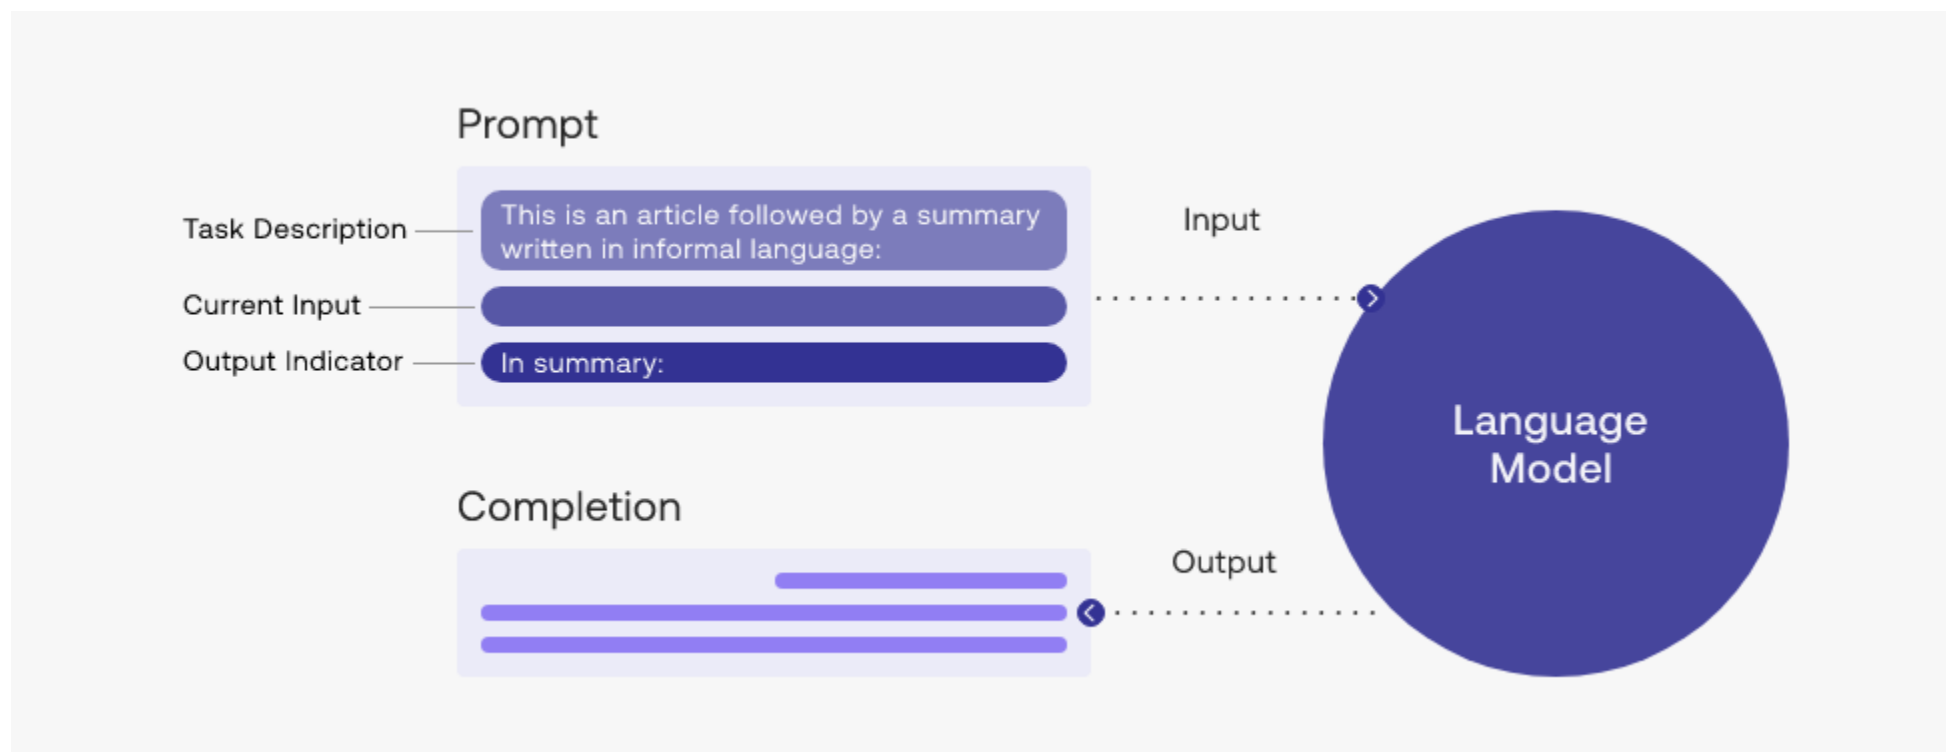 Prompt
Task Description
This is an article followed by a summary
written in informal language:
Current Input
Output Indicator
In summary:
Input
Language
Model
Completion
Output